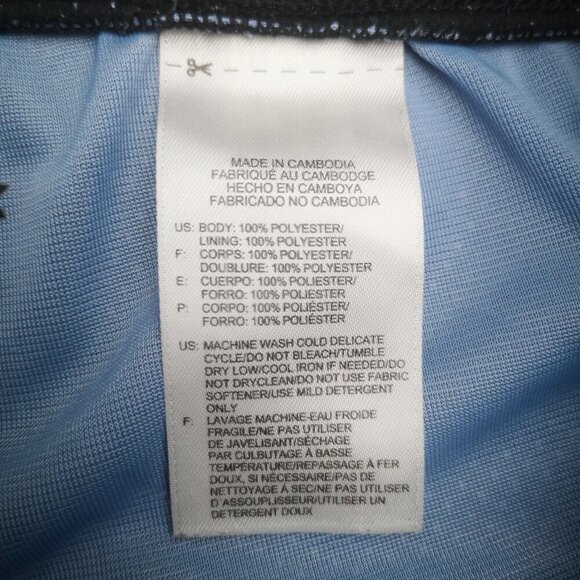 MADE IN CAMBODIA
FABRIQUÉ AU CAMBODGE
HECHO EN CAMBOYA
FABRICADO NO CAMBODIA
US: BODY: 100% POLYESTER/
LINING: 100% POLYESTER
F: CORPS: 100% POLYESTER/
DOUBLURE: 100% POLYESTER
E: CUERPO: 100% POLIESTER/
FORRO: 100% POLIESTER
P: CORPO: 100% POLIÉSTER/
FORRO: 100% POLIÉSTER
US: MACHINE WASH COLD DELICATE
CYCLE/DO NOT BLEACH/TUMBLE
DRY LOW/COOL IRON IF NEEDED/DO
NOT DRYCLEAN/DO NOT USE FABRIC
SOFTENER/USE MILD DETERGENT
ONLY
F: LAVAGE MACHINE-EAU FROIDE
FRAGILE/NE PAS UTILISER
DE JAVELISANT/SÉCHAGE
PAR CULBUTAGE À BASSE
TEMPÉRATURE/REPASSAGE À FER
DOUX, SI NÉCESSAIRE/PAS DE
NETTOYAGE À SEC/NE PAS UTILISER
D'ASSOUPLISSEUR/UTILISER UN
DETERGENT DOUX